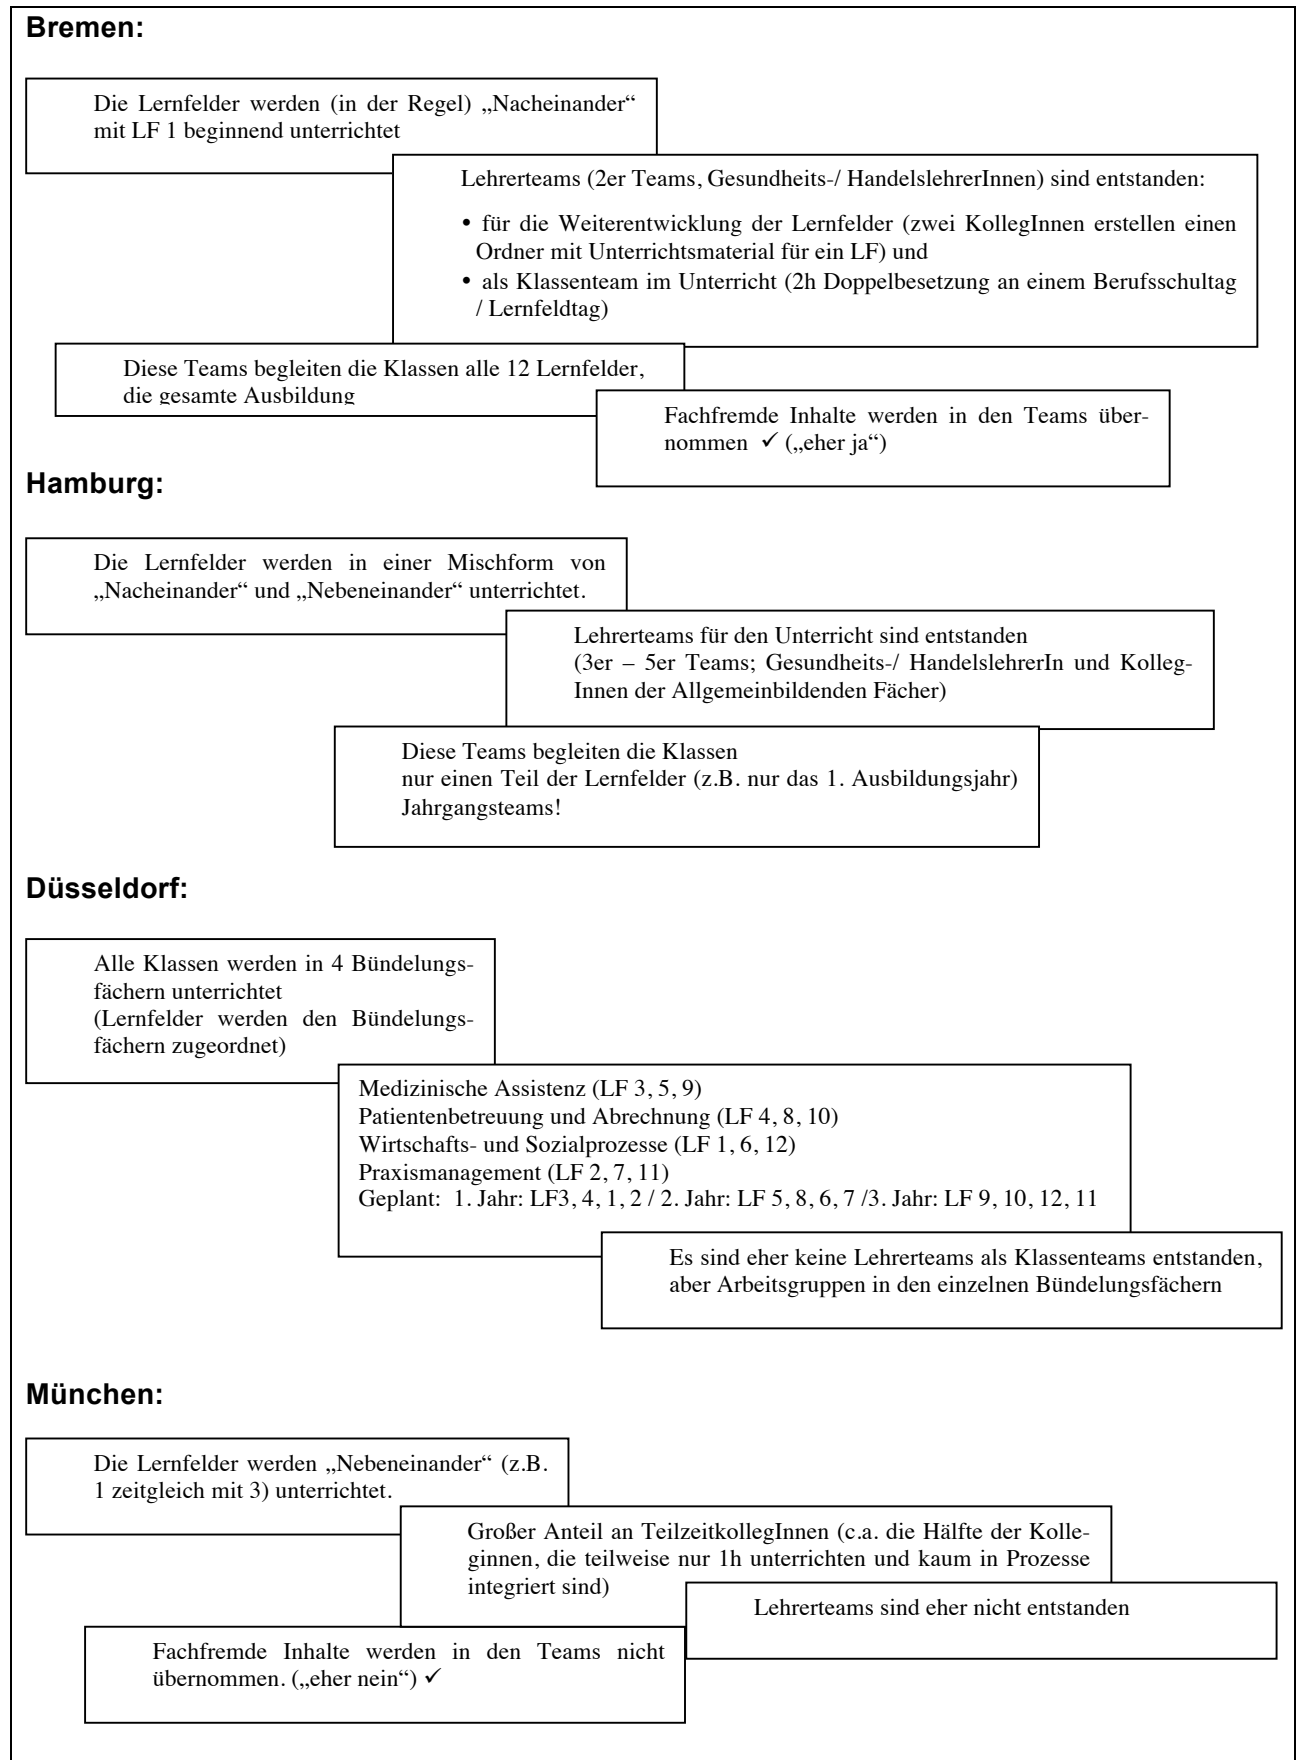 Bremen:
Die Lernfelder werden (in der Regel) „Nacheinander“
mit LF 1 beginnend unterrichtet
Lehrerteams (2er Teams, Gesundheits-/ HandelslehrerInnen) sind entstanden:
• für die Weiterentwicklung der Lernfelder (zwei KollegInnen erstellen einen
Ordner mit Unterrichtsmaterial für ein LF) und
• als Klassenteam im Unterricht (2h Doppelbesetzung an einem Berufsschultag
/ Lernfeldtag)
Diese Teams begleiten die Klassen alle 12 Lernfelder,
die gesamte Ausbildung
Fachfremde Inhalte werden in den Teams über-
nommen ✓ („eher ja“)
Hamburg:
Die Lernfelder werden in einer Mischform von
„Nacheinander“ und „Nebeneinander“ unterrichtet.
Lehrerteams für den Unterricht sind entstanden
(3er – 5er Teams; Gesundheits-/ HandelslehrerIn und Kolleg-
Innen der Allgemeinbildenden Fächer)
Diese Teams begleiten die Klassen
nur einen Teil der Lernfelder (z.B. nur das 1. Ausbildungsjahr)
Jahrgangsteams!
Düsseldorf:
Alle Klassen werden in 4 Bündelungs-
fächern unterrichtet
(Lernfelder werden den Bündelungs-
fächern zugeordnet)
Medizinische Assistenz (LF 3, 5, 9)
Patientenbetreuung und Abrechnung (LF 4, 8, 10)
Wirtschafts- und Sozialprozesse (LF 1, 6, 12)
Praxismanagement (LF 2, 7, 11)
Geplant: 1. Jahr: LF3, 4, 1, 2 / 2. Jahr: LF 5, 8, 6, 7 /3. Jahr: LF 9, 10, 12, 11
Es sind eher keine Lehrerteams als Klassenteams entstanden,
aber Arbeitsgruppen in den einzelnen Bündelungsfächern
München:
Die Lernfelder werden „Nebeneinander“ (z.B.
1 zeitgleich mit 3) unterrichtet.
Großer Anteil an TeilzeitkollegInnen (c.a. die Hälfte der Kolle-
ginnen, die teilweise nur 1h unterrichten und kaum in Prozesse
integriert sind)
Lehrerteams sind eher nicht entstanden
Fachfremde Inhalte werden in den Teams nicht
übernommen. („eher nein“) ✓